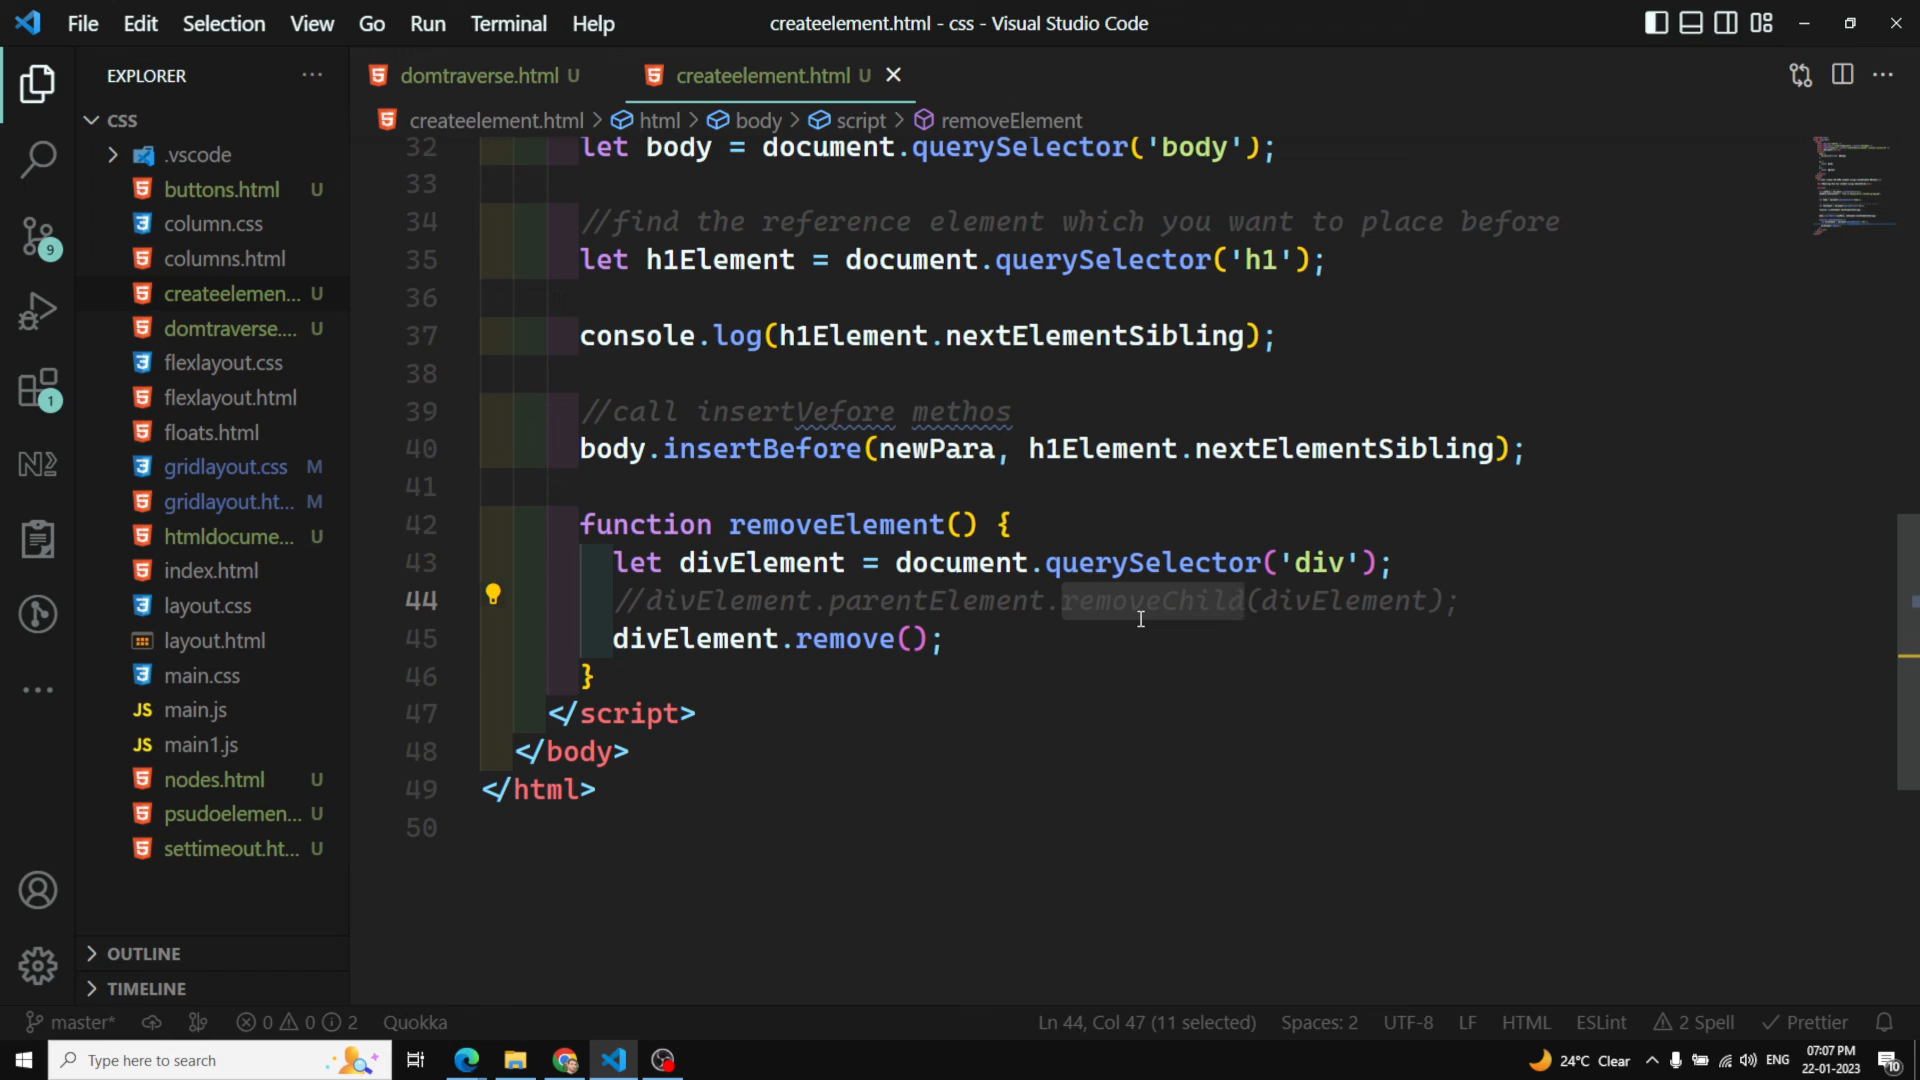 File Edit Selection View Go Run Terminal Help
createelement.html - css - Visual Studio Code
EXPLORER
CSS
.vscode
buttons.html U
column.css
columns.html
createelemen... U
domtraverse.... U
flexlayout.css
flexlayout.html
floats.html
gridlayout.css M
gridlayout.ht... M
htmldocume... U
index.html
layout.css
layout.html
main.css
JS main.js
JS main1.js
nodes.html U
psudoelemen... U
settimeout.ht... U
OUTLINE
TIMELINE
9
1
domtraverse.html U
createelement.html U
createelement.html > html > body > script > removeElement
32 let body = document.querySelector('body');
33
34 //find the reference element which you want to place before
35 let h1Element = document.querySelector('h1');
36
37 console.log(h1Element.nextElementSibling);
38
39 //call insertVefore methos
40 body.insertBefore(newPara, h1Element.nextElementSibling);
41
42 function removeElement() {
43 let divElement = document.querySelector('div');
44 //divElement.parentElement.removeChild(divElement);
45 divElement.remove();
46 }
47 </script>
48 </body>
49 </html>
50
master* 0 0 2 Quokka
Ln 44, Col 47 (11 selected) Spaces: 2 UTF-8 LF HTML ESLint 2 Spell Prettier
Type here to search
24°C Clear ENG
07:07 PM
22-01-2023
10